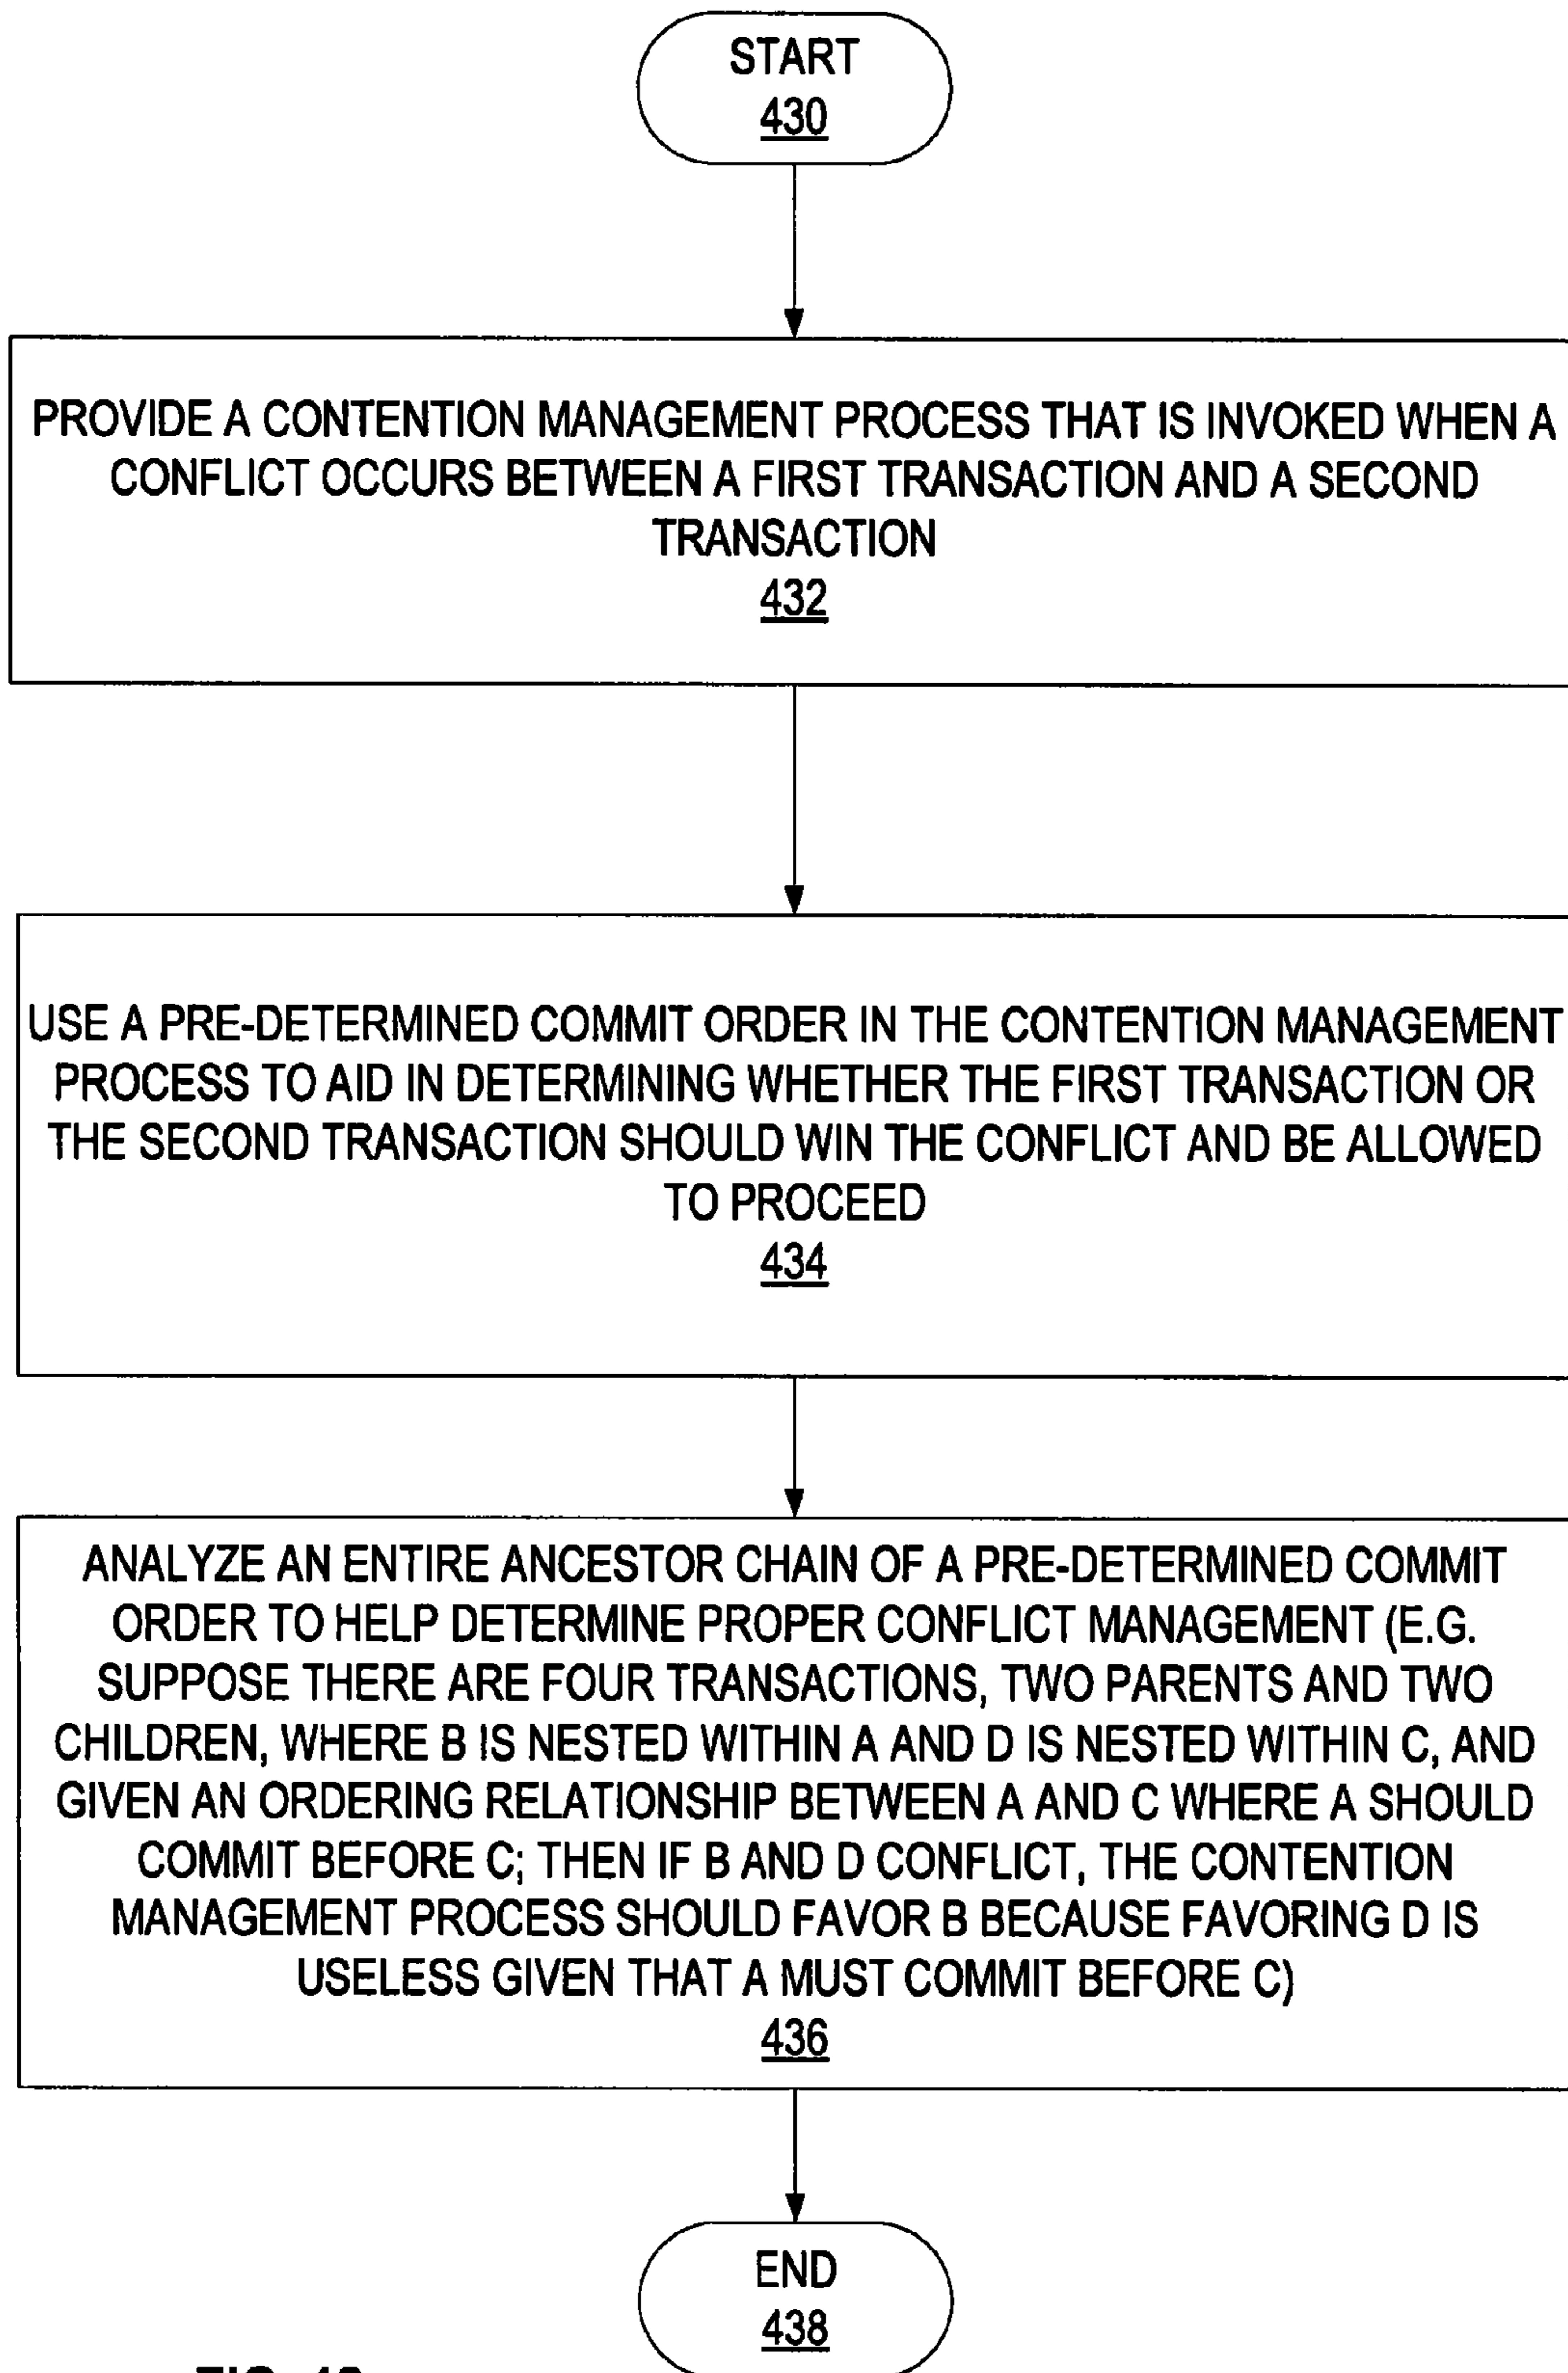 START
430
PROVIDE A CONTENTION MANAGEMENT PROCESS THAT IS INVOKED WHEN A
CONFLICT OCCURS BETWEEN A FIRST TRANSACTION AND A SECOND
TRANSACTION
432
USE A PRE-DETERMINED COMMIT ORDER IN THE CONTENTION MANAGEMENT
PROCESS TO AID IN DETERMINING WHETHER THE FIRST TRANSACTION OR
THE SECOND TRANSACTION SHOULD WIN THE CONFLICT AND BE ALLOWED
TO PROCEED
434
ANALYZE AN ENTIRE ANCESTOR CHAIN OF A PRE-DETERMINED COMMIT
ORDER TO HELP DETERMINE PROPER CONFLICT MANAGEMENT (E.G.
SUPPOSE THERE ARE FOUR TRANSACTIONS, TWO PARENTS AND TWO
CHILDREN, WHERE B IS NESTED WITHIN A AND D IS NESTED WITHIN C, AND
GIVEN AN ORDERING RELATIONSHIP BETWEEN A AND C WHERE A SHOULD
COMMIT BEFORE C; THEN IF B AND D CONFLICT, THE CONTENTION
MANAGEMENT PROCESS SHOULD FAVOR B BECAUSE FAVORING D IS
USELESS GIVEN THAT A MUST COMMIT BEFORE C)
436
END
438